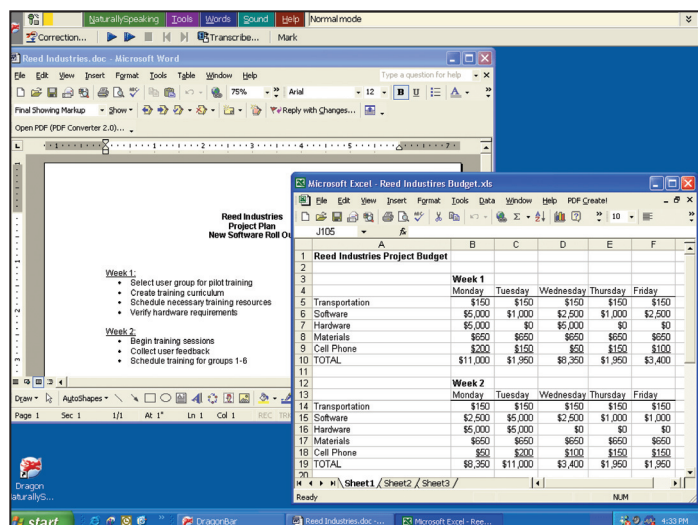 NaturallySpeaking Tools Words Sound Help Normal mode
Correction... Transcribe... Mark
Reed Industries.doc - Microsoft Word
File Edit View Insert Format Tools Table Window Help Type a question for help
75% Arial 12 B U
Final Showing Markup Show Reply with Changes...
Open PDF (PDF Converter 2.0)...
Reed Industries
Project Plan
New Software Roll Ou
Week 1:
• Select user group for pilot training
• Create training curriculum
• Schedule necessary training resources
• Verify hardware requirements
Week 2:
• Begin training sessions
• Collect user feedback
• Schedule training for groups 1-6
Draw AutoShapes
Page 1 Sec 1 1/1 At 1" Ln 1 Col 1 REC TRK
Microsoft Excel - Reed Industires Budget.xls
File Edit View Insert Format Tools Data Window Help PDF Create!
Σ 10
J105 fx
A B C D E F
1 Reed Industries Project Budget
2
3 Week 1
4 Monday Tuesday Wednesday Thursday Friday
5 Transportation $150 $150 $150 $150 $150
6 Software $5,000 $1,000 $2,500 $1,000 $2,500
7 Hardware $5,000 $0 $5,000 $0 $0
8 Materials $650 $650 $650 $650 $650
9 Cell Phone $200 $150 $50 $150 $100
10 TOTAL $11,000 $1,950 $8,350 $1,950 $3,400
11
12 Week 2
13 Monday Tuesday Wednesday Thursday Friday
14 Transportation $150 $150 $150 $150 $150
15 Software $2,500 $5,000 $2,500 $1,000 $1,000
16 Hardware $5,000 $5,000 $0 $0 $0
17 Materials $650 $650 $650 $650 $650
18 Cell Phone $50 $200 $100 $150 $150
19 TOTAL $8,350 $11,000 $3,400 $1,950 $1,950
20
Sheet1 / Sheet2 / Sheet3
Ready NUM
Dragon
aturallyS...
start DragonBar Reed Industries.doc -... Microsoft Excel - Ree... 4:33 PM